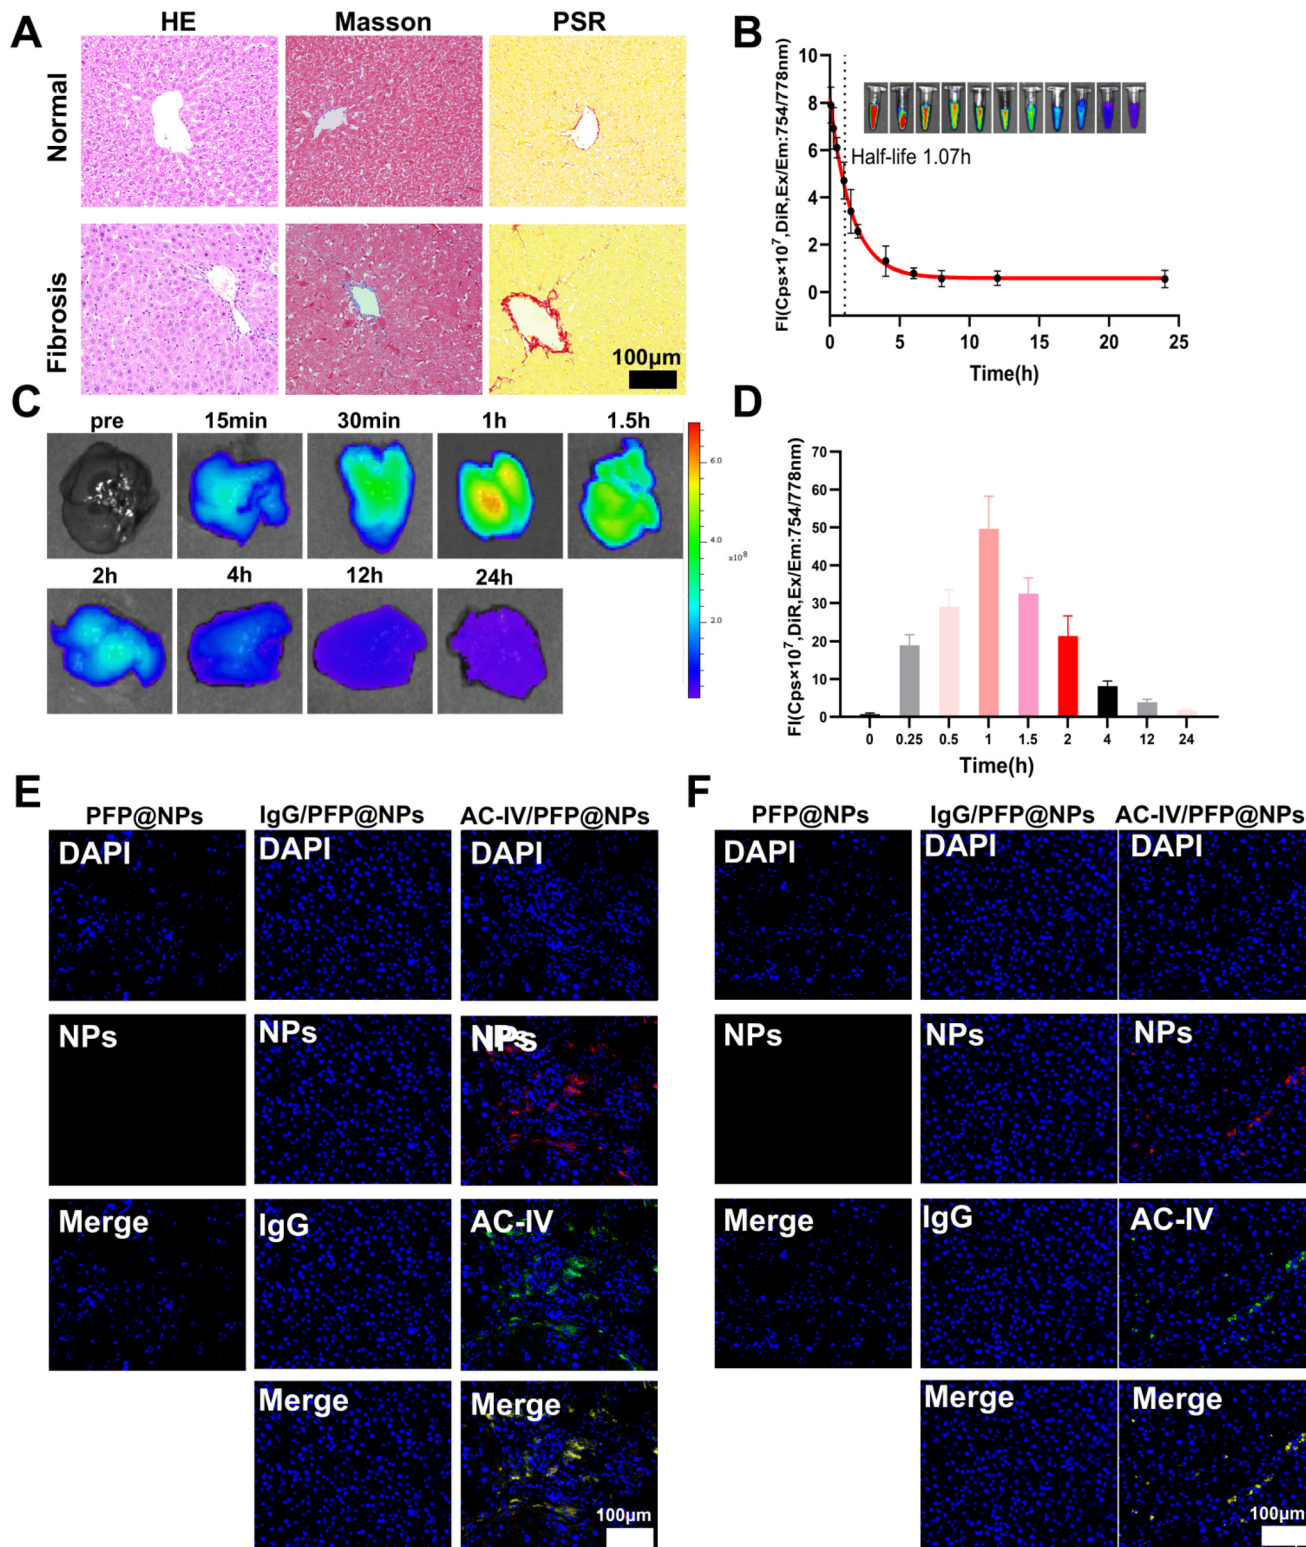 A
HE
Masson
PSR
Normal
Fibrosis
100μm
B
FI(Cps×10⁷,DiR,Ex/Em:754/778nm)
10
8
6
4
2
0
Half-life 1.07h
0
5
10
15
20
25
Time(h)
C
pre
15min
30min
1h
1.5h
2h
4h
12h
24h
6.0
4.0
×10⁸
2.0
D
FI(Cps×10⁷,DiR,Ex/Em:754/778nm)
70
60
50
40
30
20
10
0
0
0.25
0.5
1
1.5
2
4
12
24
Time(h)
E
PFP@NPs
IgG/PFP@NPs
AC-IV/PFP@NPs
DAPI
DAPI
DAPI
NPs
NPs
NPs
Merge
IgG
AC-IV
Merge
Merge
100μm
F
PFP@NPs
IgG/PFP@NPs
AC-IV/PFP@NPs
DAPI
DAPI
DAPI
NPs
NPs
NPs
Merge
IgG
AC-IV
Merge
Merge
100μm